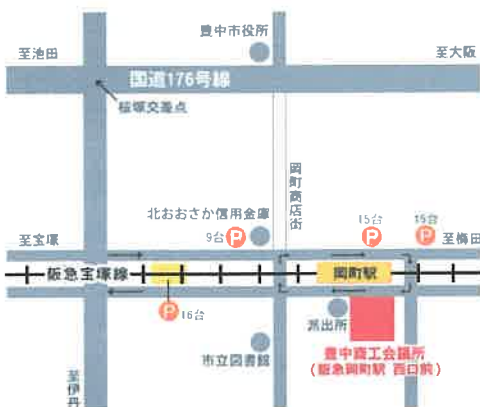 豊中市役所
至池田
至大阪
国道176号線
桜塚交差点
岡町商店街
北おおさか信用金庫
9台 P
15台
P
15台
P
至宝塚
至梅田
阪急宝塚線
岡町駅
P 16台
派出所
市立図書館
豊中商工会議所
(阪急岡町駅 西口前)
至伊丹